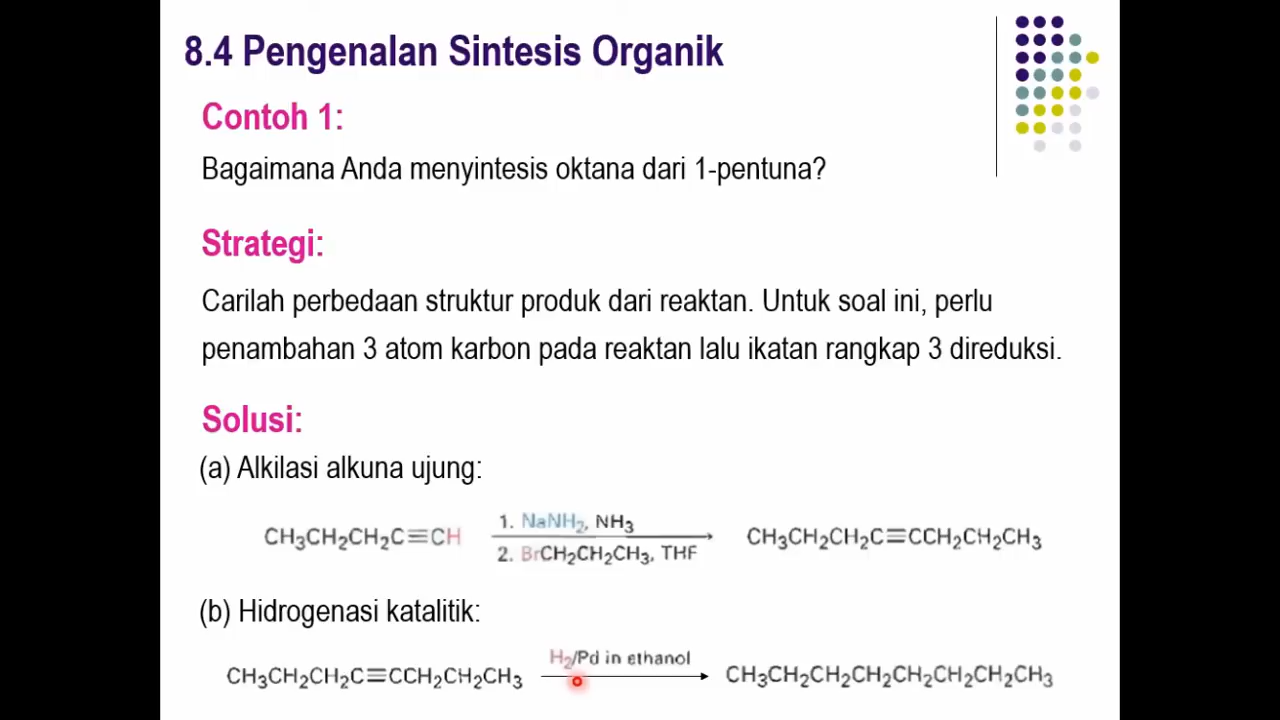 8.4 Pengenalan Sintesis Organik
Contoh 1:
Bagaimana Anda menyintesis oktana dari 1-pentuna?
Strategi:
Carilah perbedaan struktur produk dari reaktan. Untuk soal ini, perlu
penambahan 3 atom karbon pada reaktan lalu ikatan rangkap 3 direduksi.
Solusi:
(a) Alkilasi alkuna ujung:
CH₃CH₂CH₂C≡CH
1. NaNH₂, NH₃
2. BrCH₂CH₂CH₃, THF
CH₃CH₂CH₂C≡CCH₂CH₂CH₃
(b) Hidrogenasi katalitik:
CH₃CH₂CH₂C≡CCH₂CH₂CH₃
H₂/Pd in ethanol
CH₃CH₂CH₂CH₂CH₂CH₂CH₂CH₃